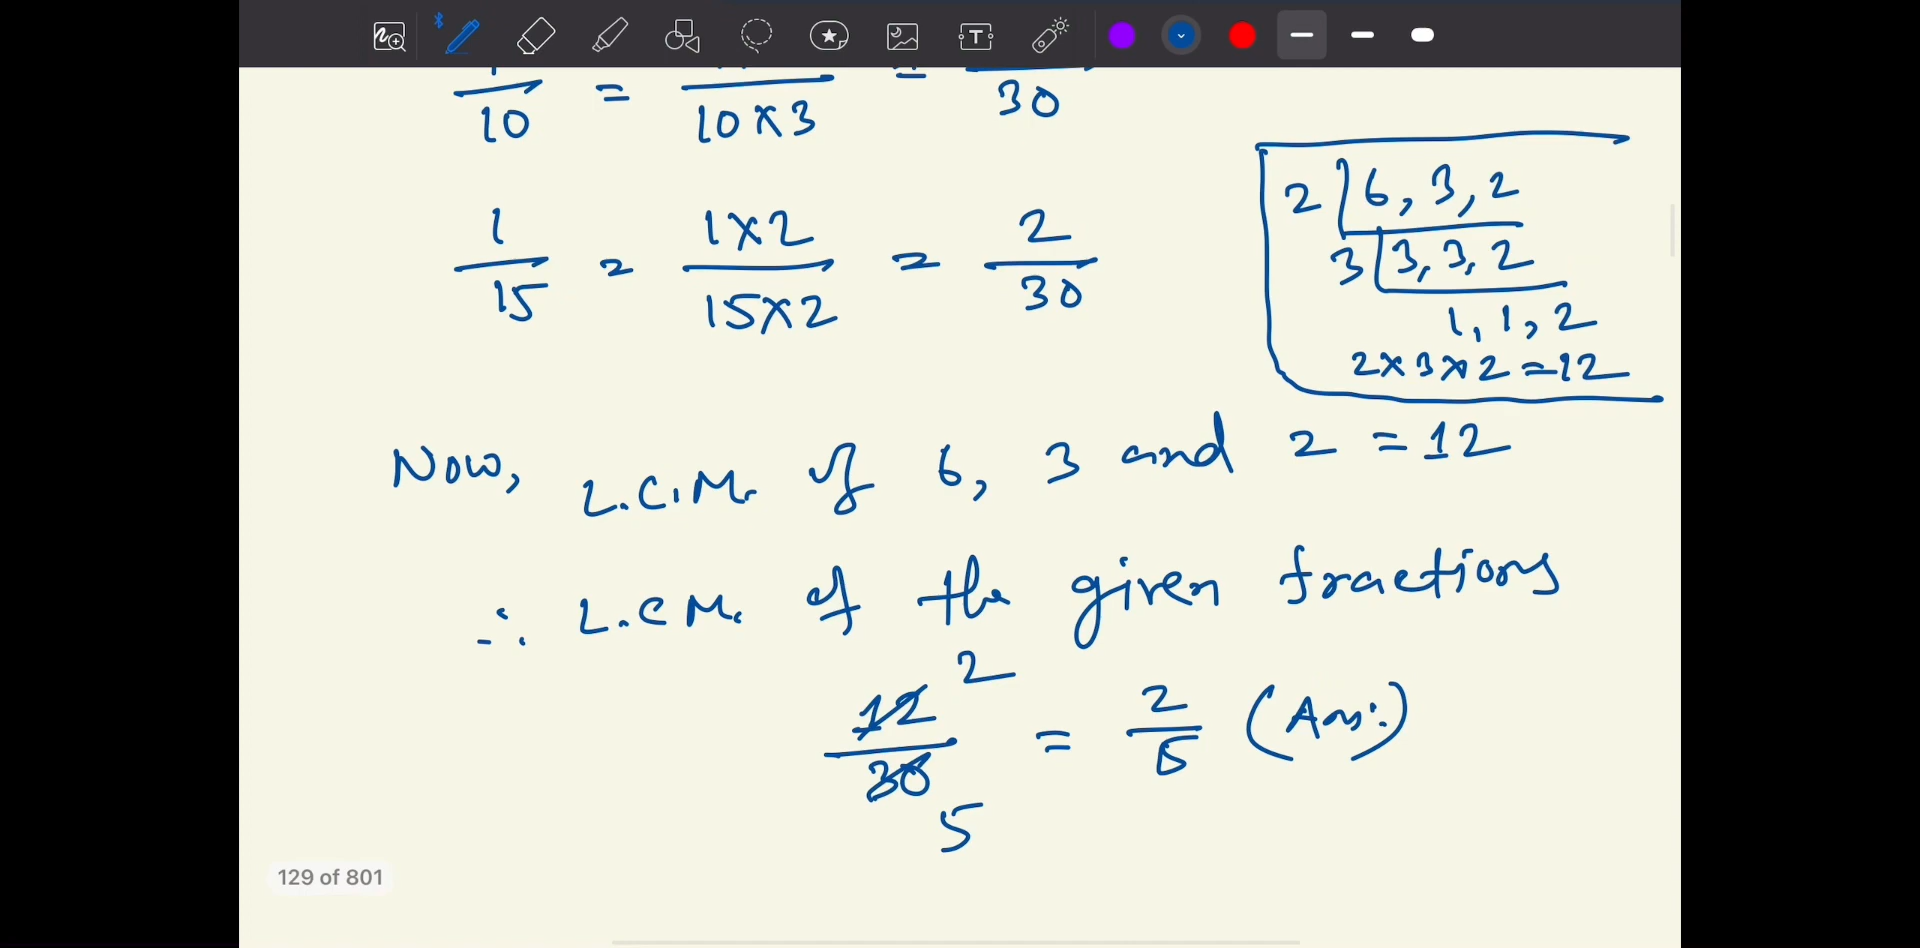 10 = 10×3 30
1/15 = 1×2/15×2 = 2/30
2 | 6, 3, 2
3 | 3, 3, 2
1, 1, 2
2×3×2=12
Now, L.C.M. of 6, 3 and 2 = 12
∴ L.C.M. of the given fractions
2
12/30 = 2/5 (Ans:)
5
129 of 801